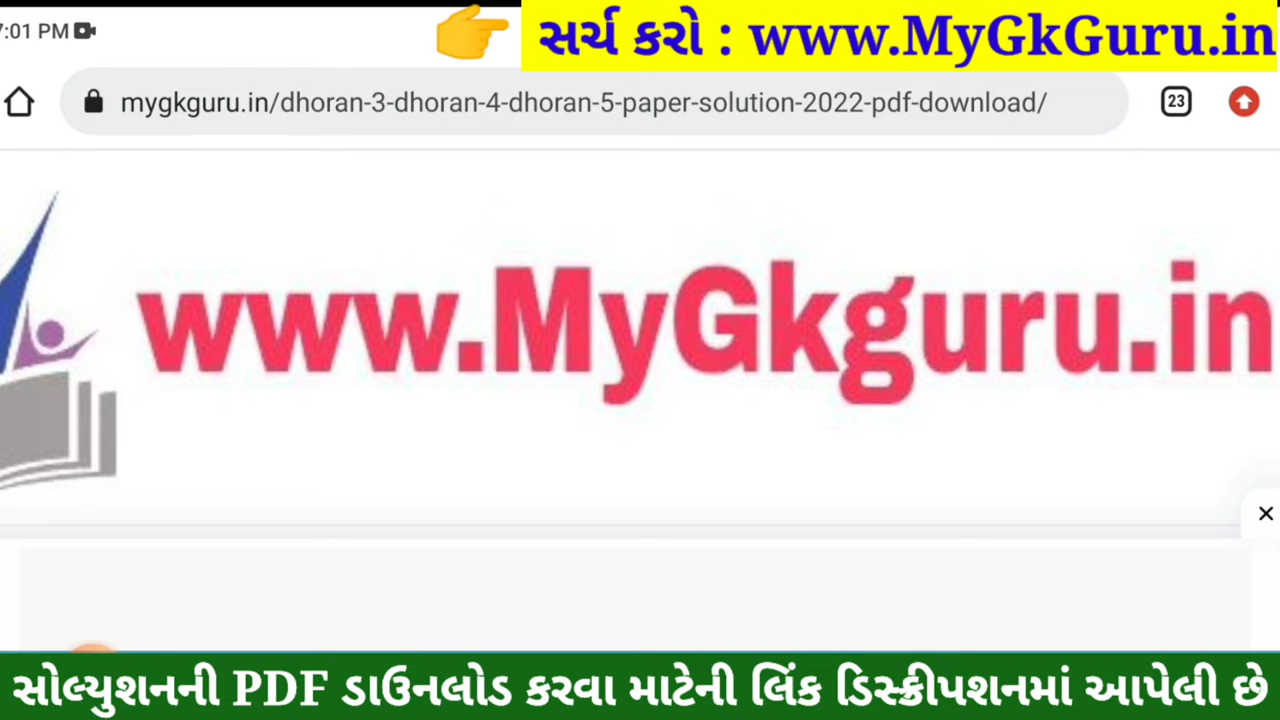 7:01 PM
👉 સર્ચ કરો : www.MyGkGuru.in
mygkguru.in/dhoran-3-dhoran-4-dhoran-5-paper-solution-2022-pdf-download/
23
www.MyGkguru.in
સોલ્યુશનની PDF ડાઉનલોડ કરવા માટેની લિંક ડિસ્ક્રીપશનમાં આપેલી છે